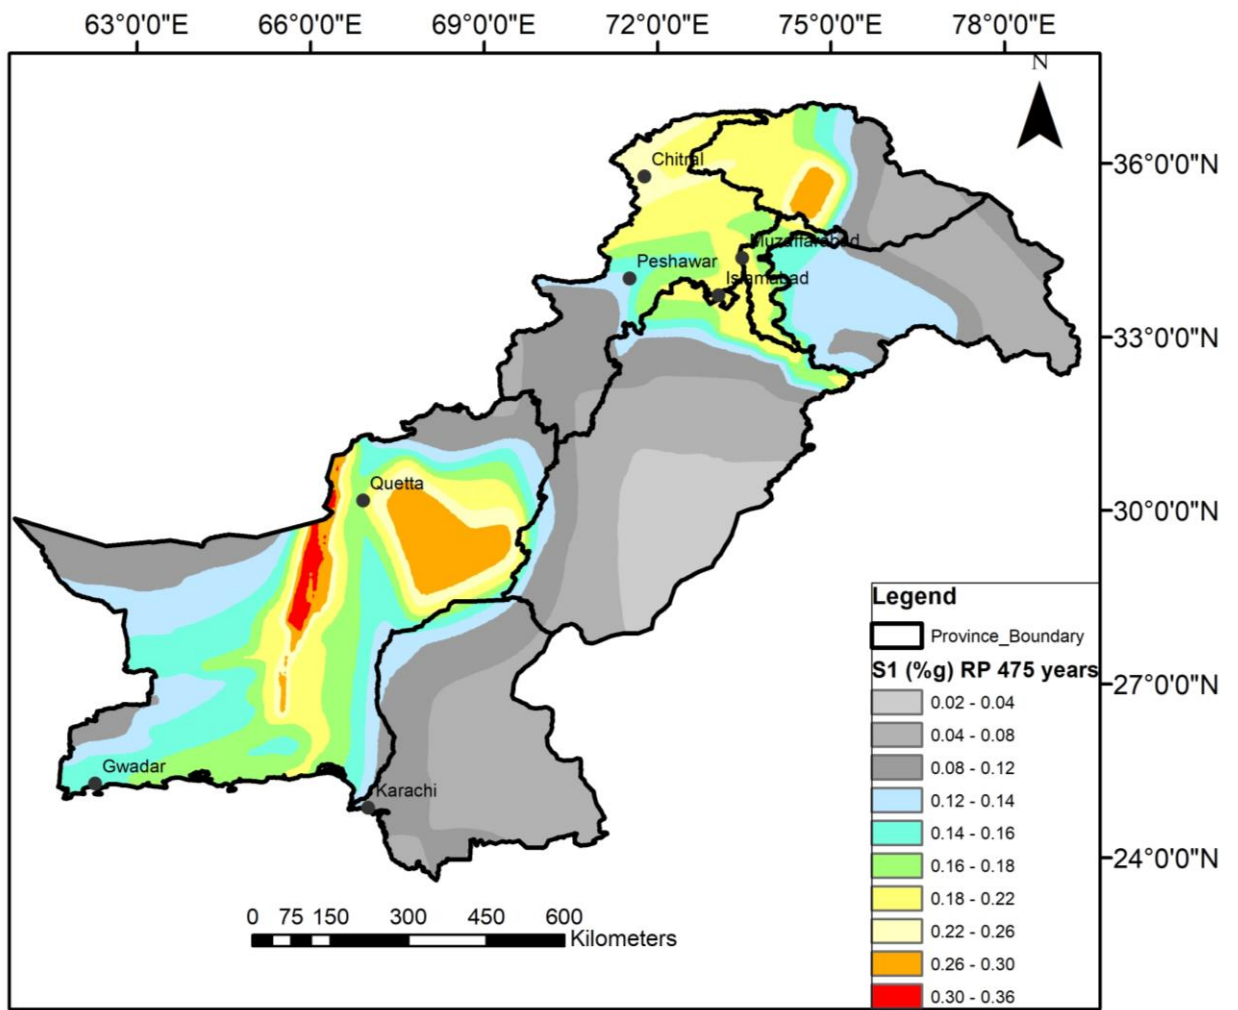 63°0'0"E 66°0'0"E 69°0'0"E 72°0'0"E 75°0'0"E 78°0'0"E
N
36°0'0"N
Chitral
Muzaffarabad
Peshawar
Islamabad
33°0'0"N
Quetta
30°0'0"N
Legend
Province_Boundary
S1 (%g) RP 475 years
27°0'0"N
0.02 - 0.04
0.04 - 0.08
Gwadar
0.08 - 0.12
Karachi
0.12 - 0.14
0.14 - 0.16
24°0'0"N
0.16 - 0.18
0.18 - 0.22
0 75 150 300 450 600
0.22 - 0.26
Kilometers
0.26 - 0.30
0.30 - 0.36